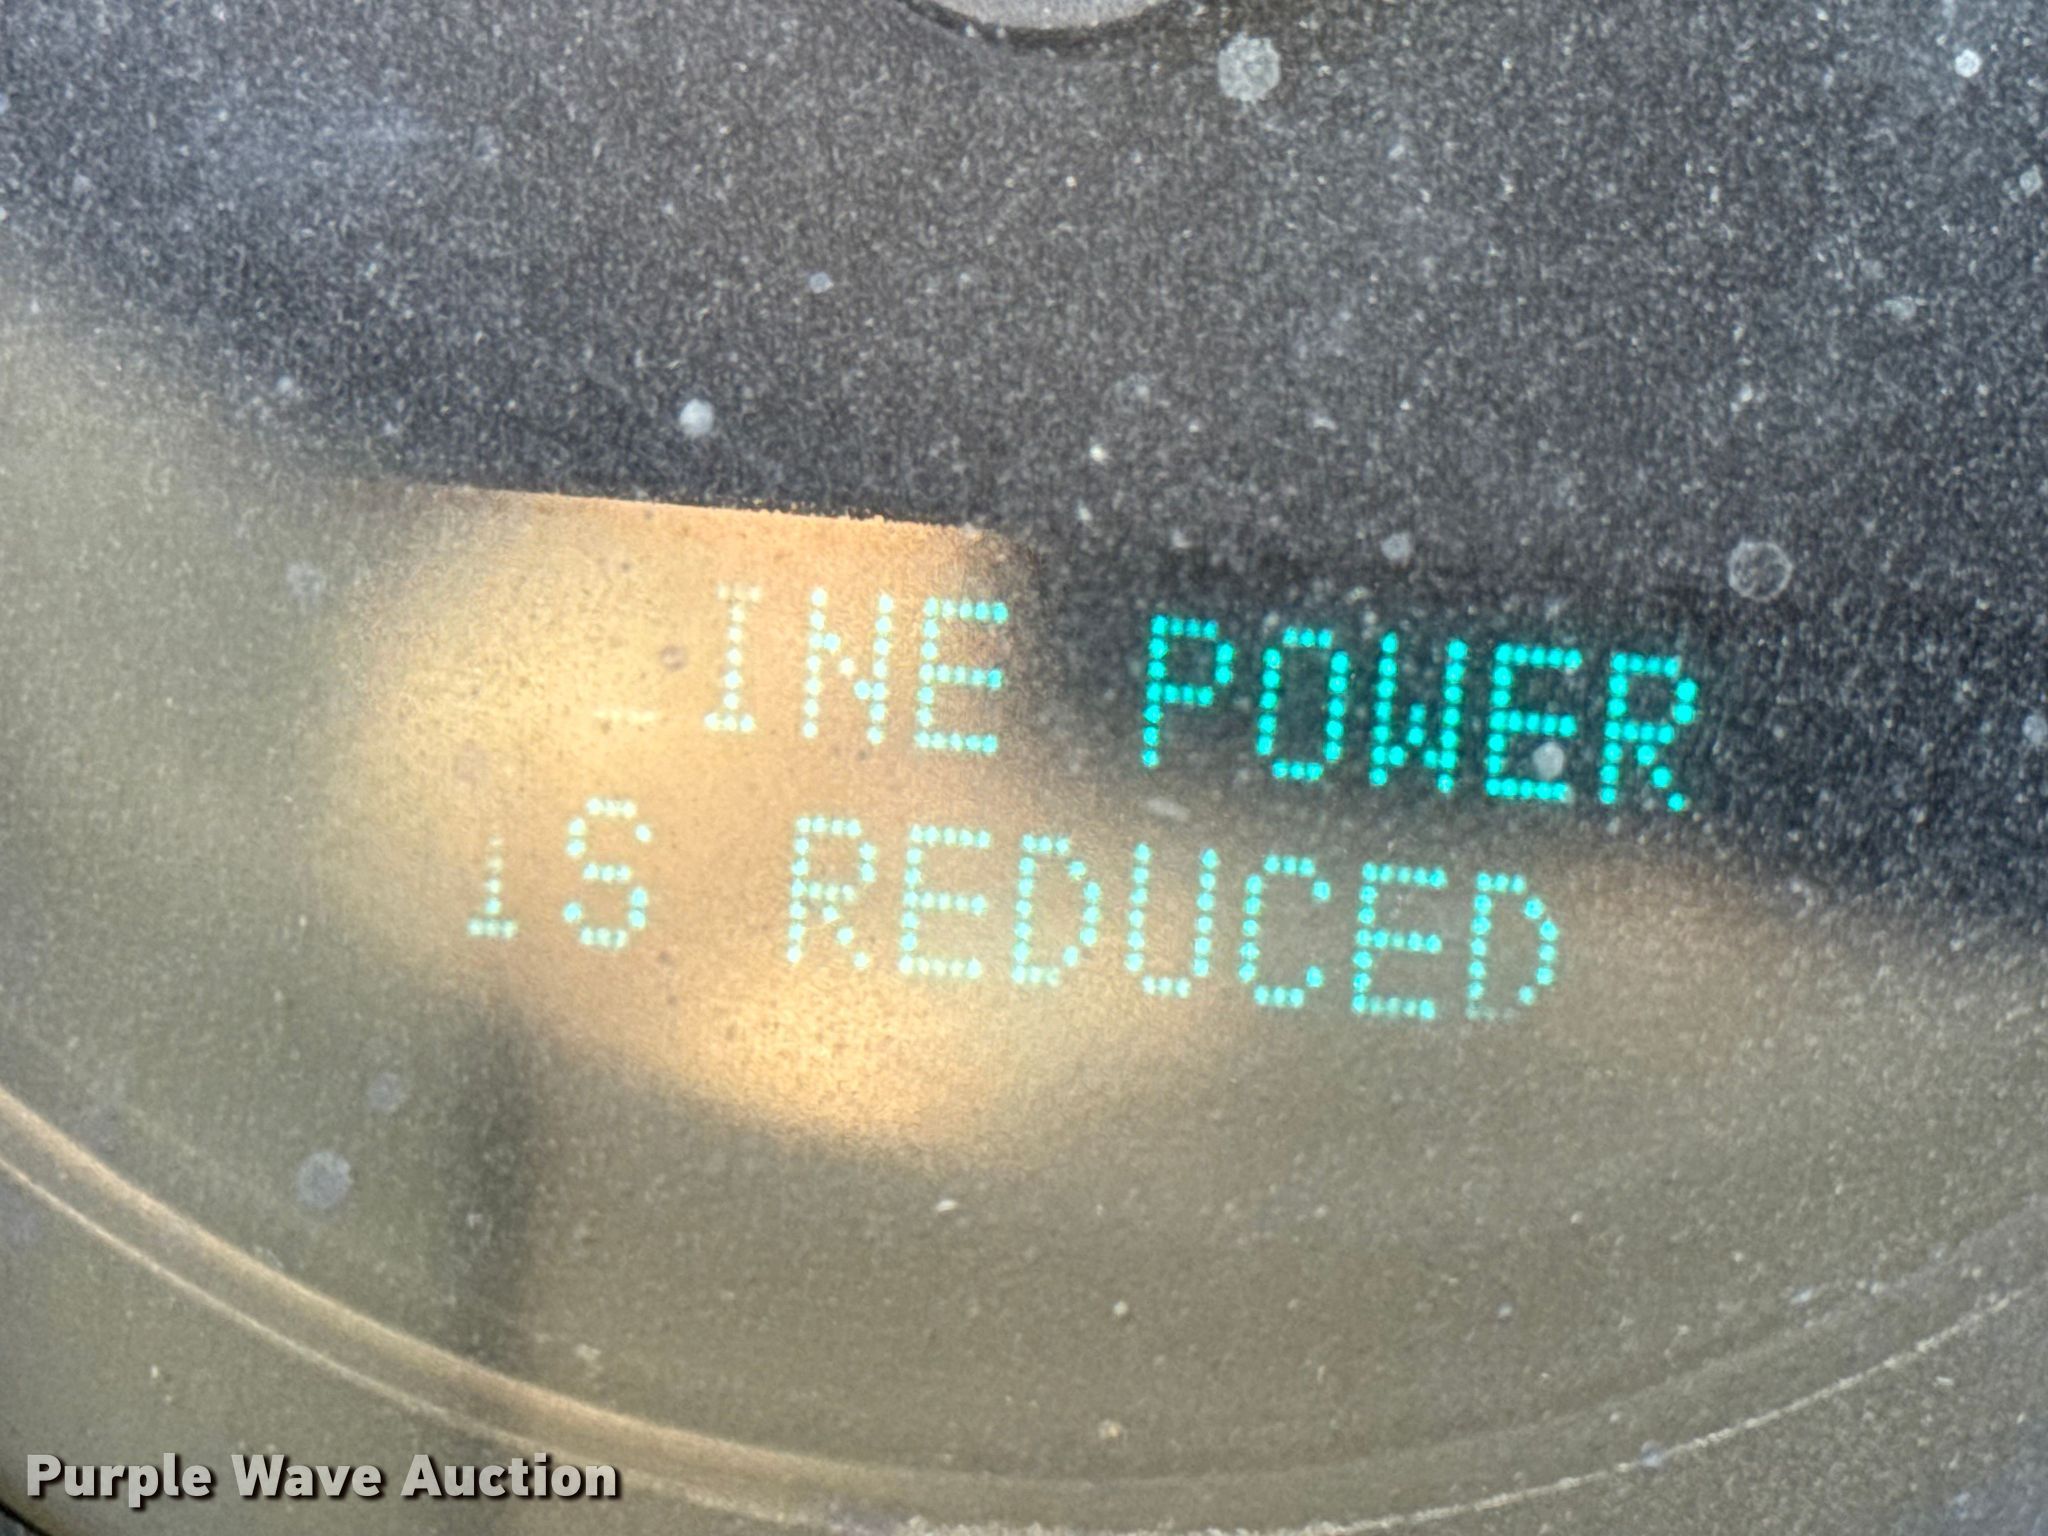 INE POWER
IS REDUCED
Purple Wave Auction